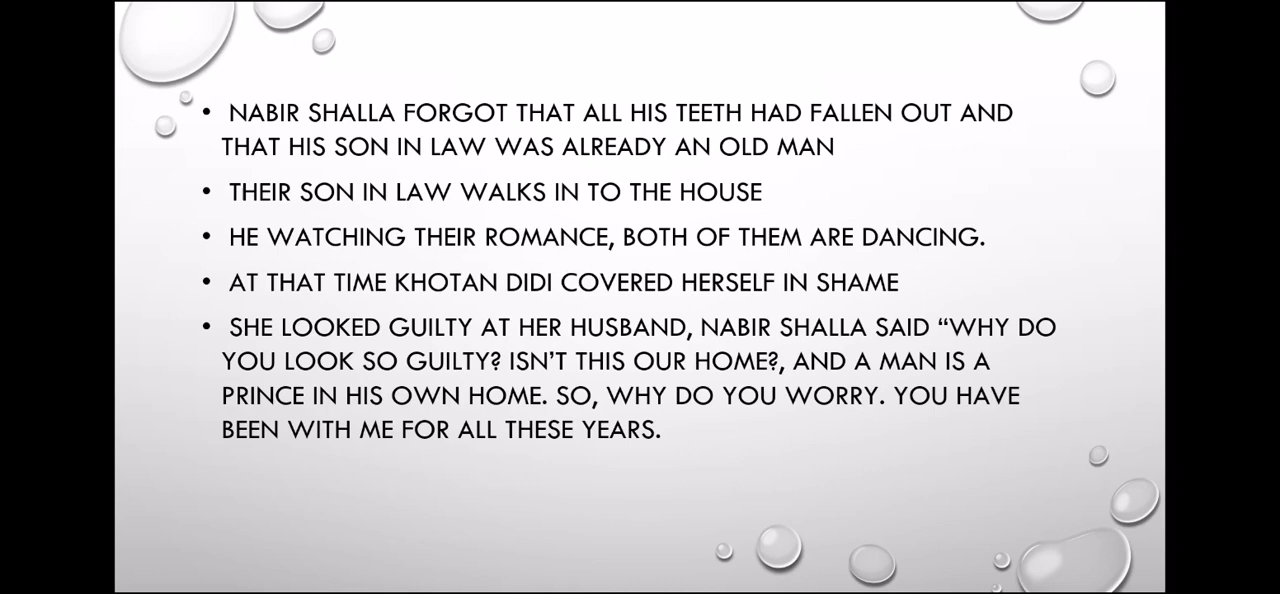 • NABIR SHALLA FORGOT THAT ALL HIS TEETH HAD FALLEN OUT AND
THAT HIS SON IN LAW WAS ALREADY AN OLD MAN
• THEIR SON IN LAW WALKS IN TO THE HOUSE
• HE WATCHING THEIR ROMANCE, BOTH OF THEM ARE DANCING.
• AT THAT TIME KHOTAN DIDI COVERED HERSELF IN SHAME
• SHE LOOKED GUILTY AT HER HUSBAND, NABIR SHALLA SAID “WHY DO
YOU LOOK SO GUILTY? ISN’T THIS OUR HOME?, AND A MAN IS A
PRINCE IN HIS OWN HOME. SO, WHY DO YOU WORRY. YOU HAVE
BEEN WITH ME FOR ALL THESE YEARS.